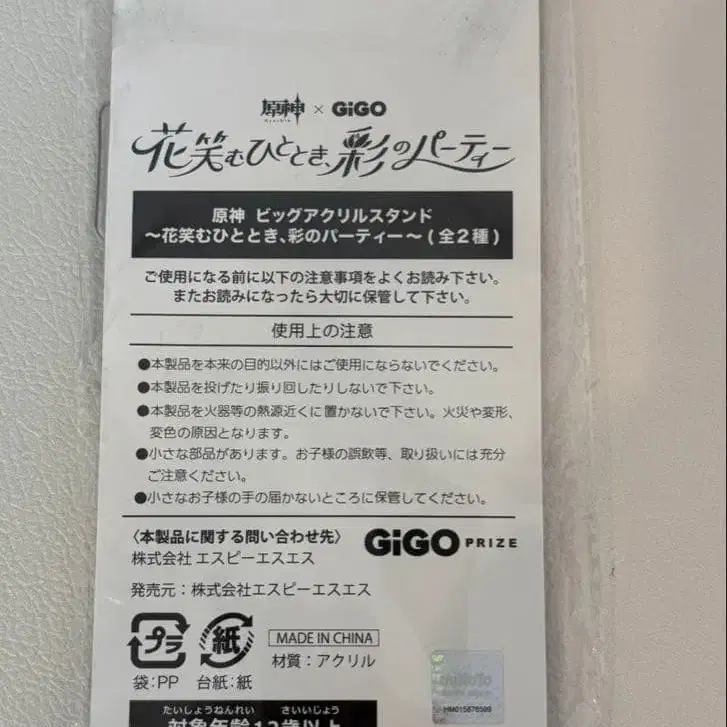 原神 × GiGO
花笑むひととき、彩のパーティー
原神 ビッグアクリルスタンド
～花笑むひととき、彩のパーティー～(全2種)
ご使用になる前に以下の注意事項をよくお読み下さい。
またお読みになったら大切に保管して下さい。
使用上の注意
●本製品を本来の目的以外にはご使用にならないでください。
●本製品を投げたり振り回したりしないで下さい。
●本製品を火器等の熱源近くに置かないで下さい。火災や変形、
変色の原因となります。
●小さな部品があります。お子様の誤飲等、取り扱いには充分
ご注意ください。
●小さなお子様の手の届かないところに保管してください。
〈本製品に関する問い合わせ先〉
株式会社 エスピーエスエス
GiGO PRIZE
発売元：株式会社エスピーエスエス
プラ 紙 MADE IN CHINA
袋:PP 台紙:紙 材質：アクリル
たいしょうねんれい さいいじょう
対象年齢12歳以上